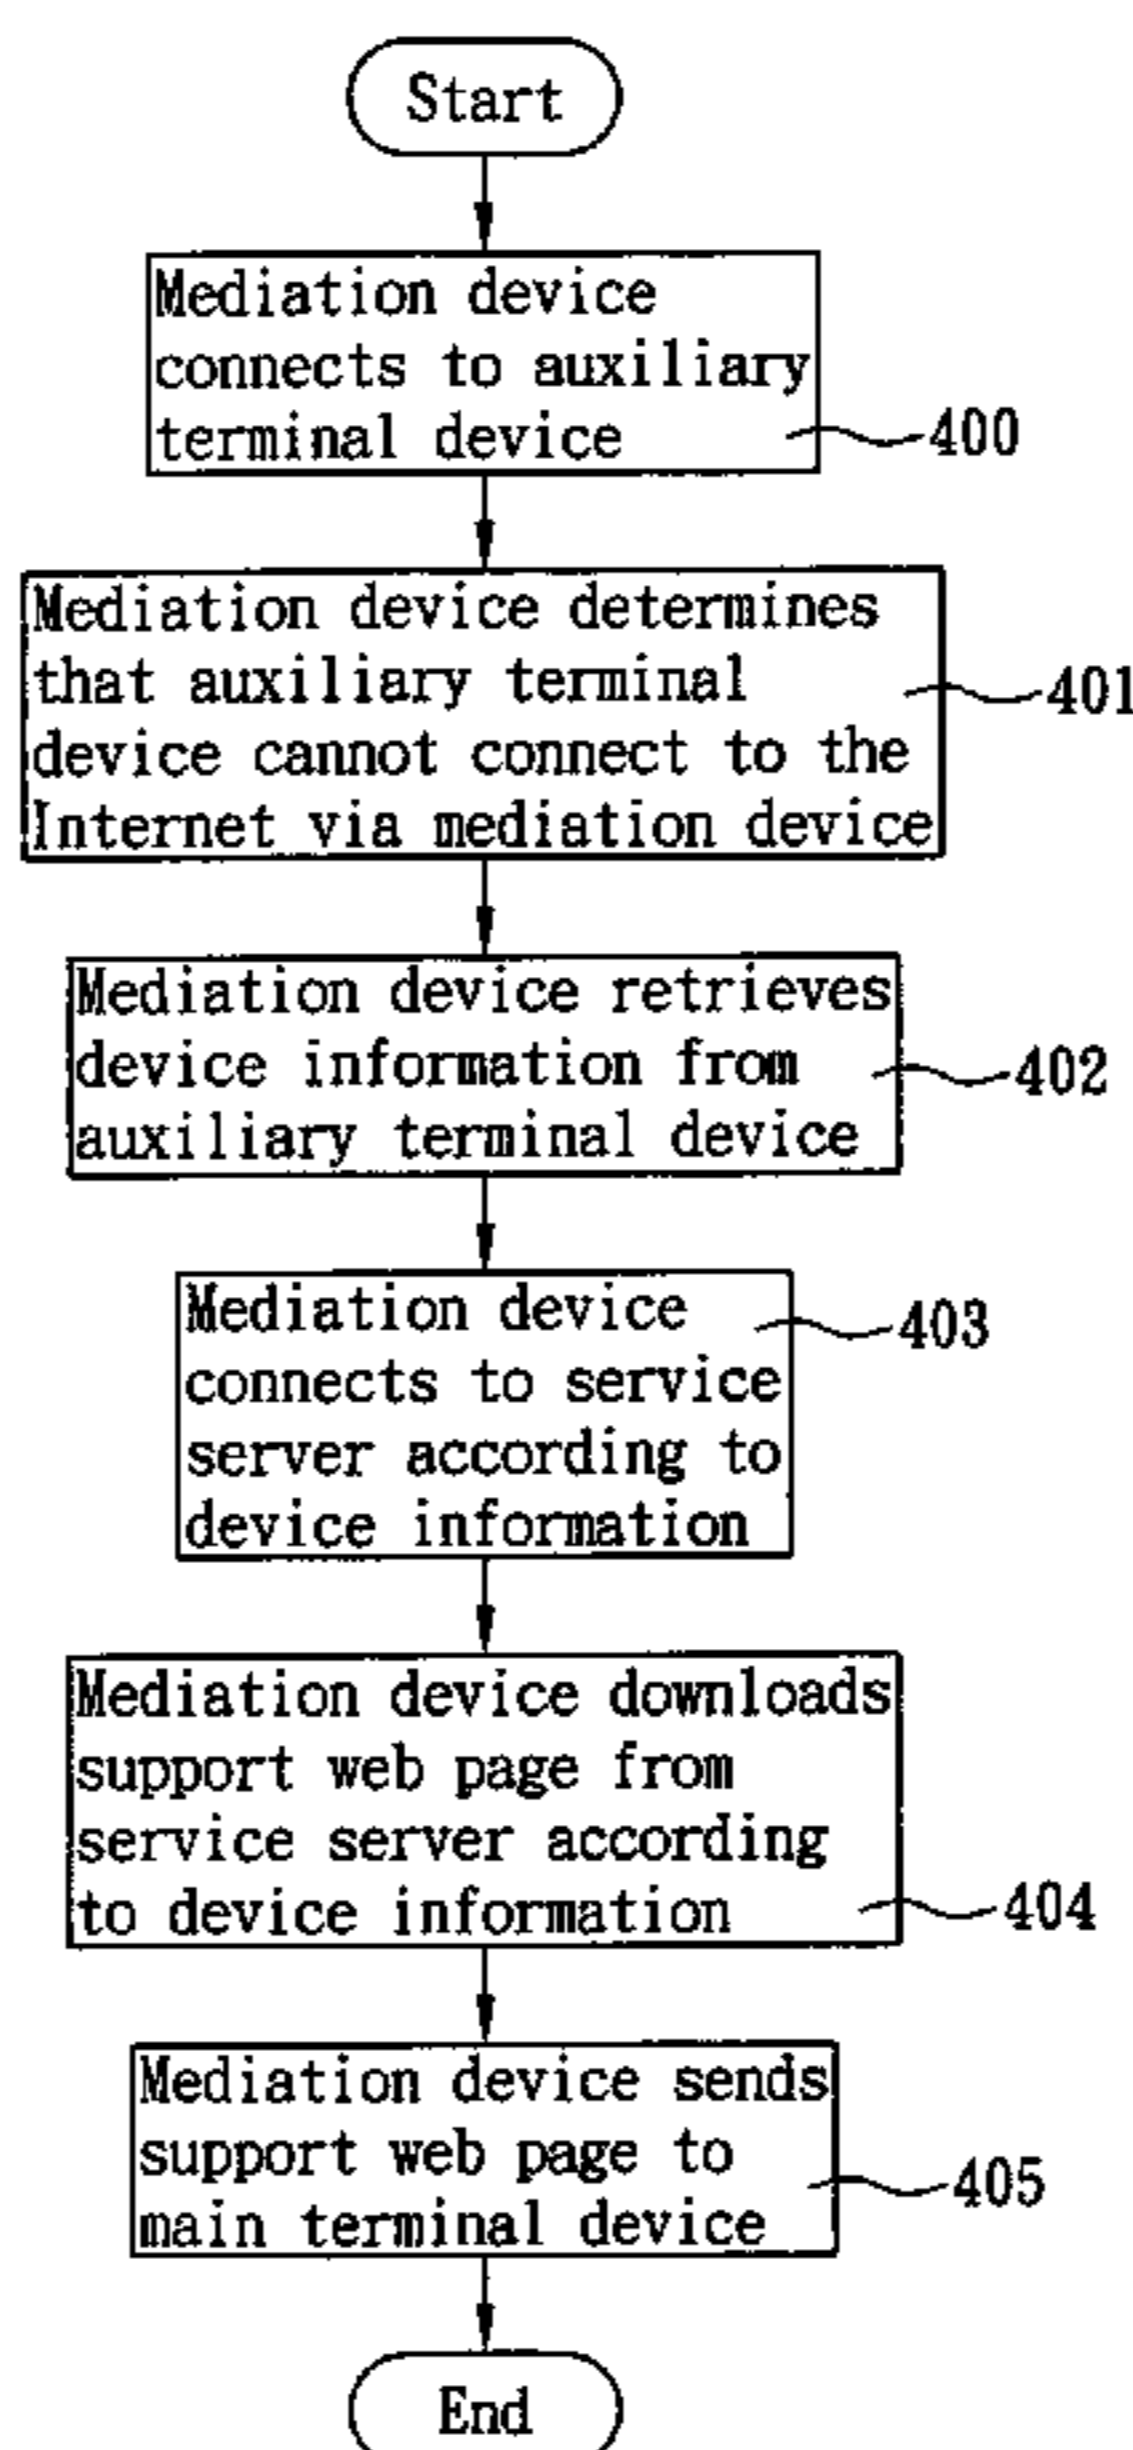 Start
Mediation device
connects to auxiliary
terminal device
400
Mediation device determines
that auxiliary terminal
device cannot connect to the
Internet via mediation device
401
Mediation device retrieves
device information from
auxiliary terminal device
402
Mediation device
connects to service
server according to
device information
403
Mediation device downloads
support web page from
service server according
to device information
404
Mediation device sends
support web page to
main terminal device
405
End